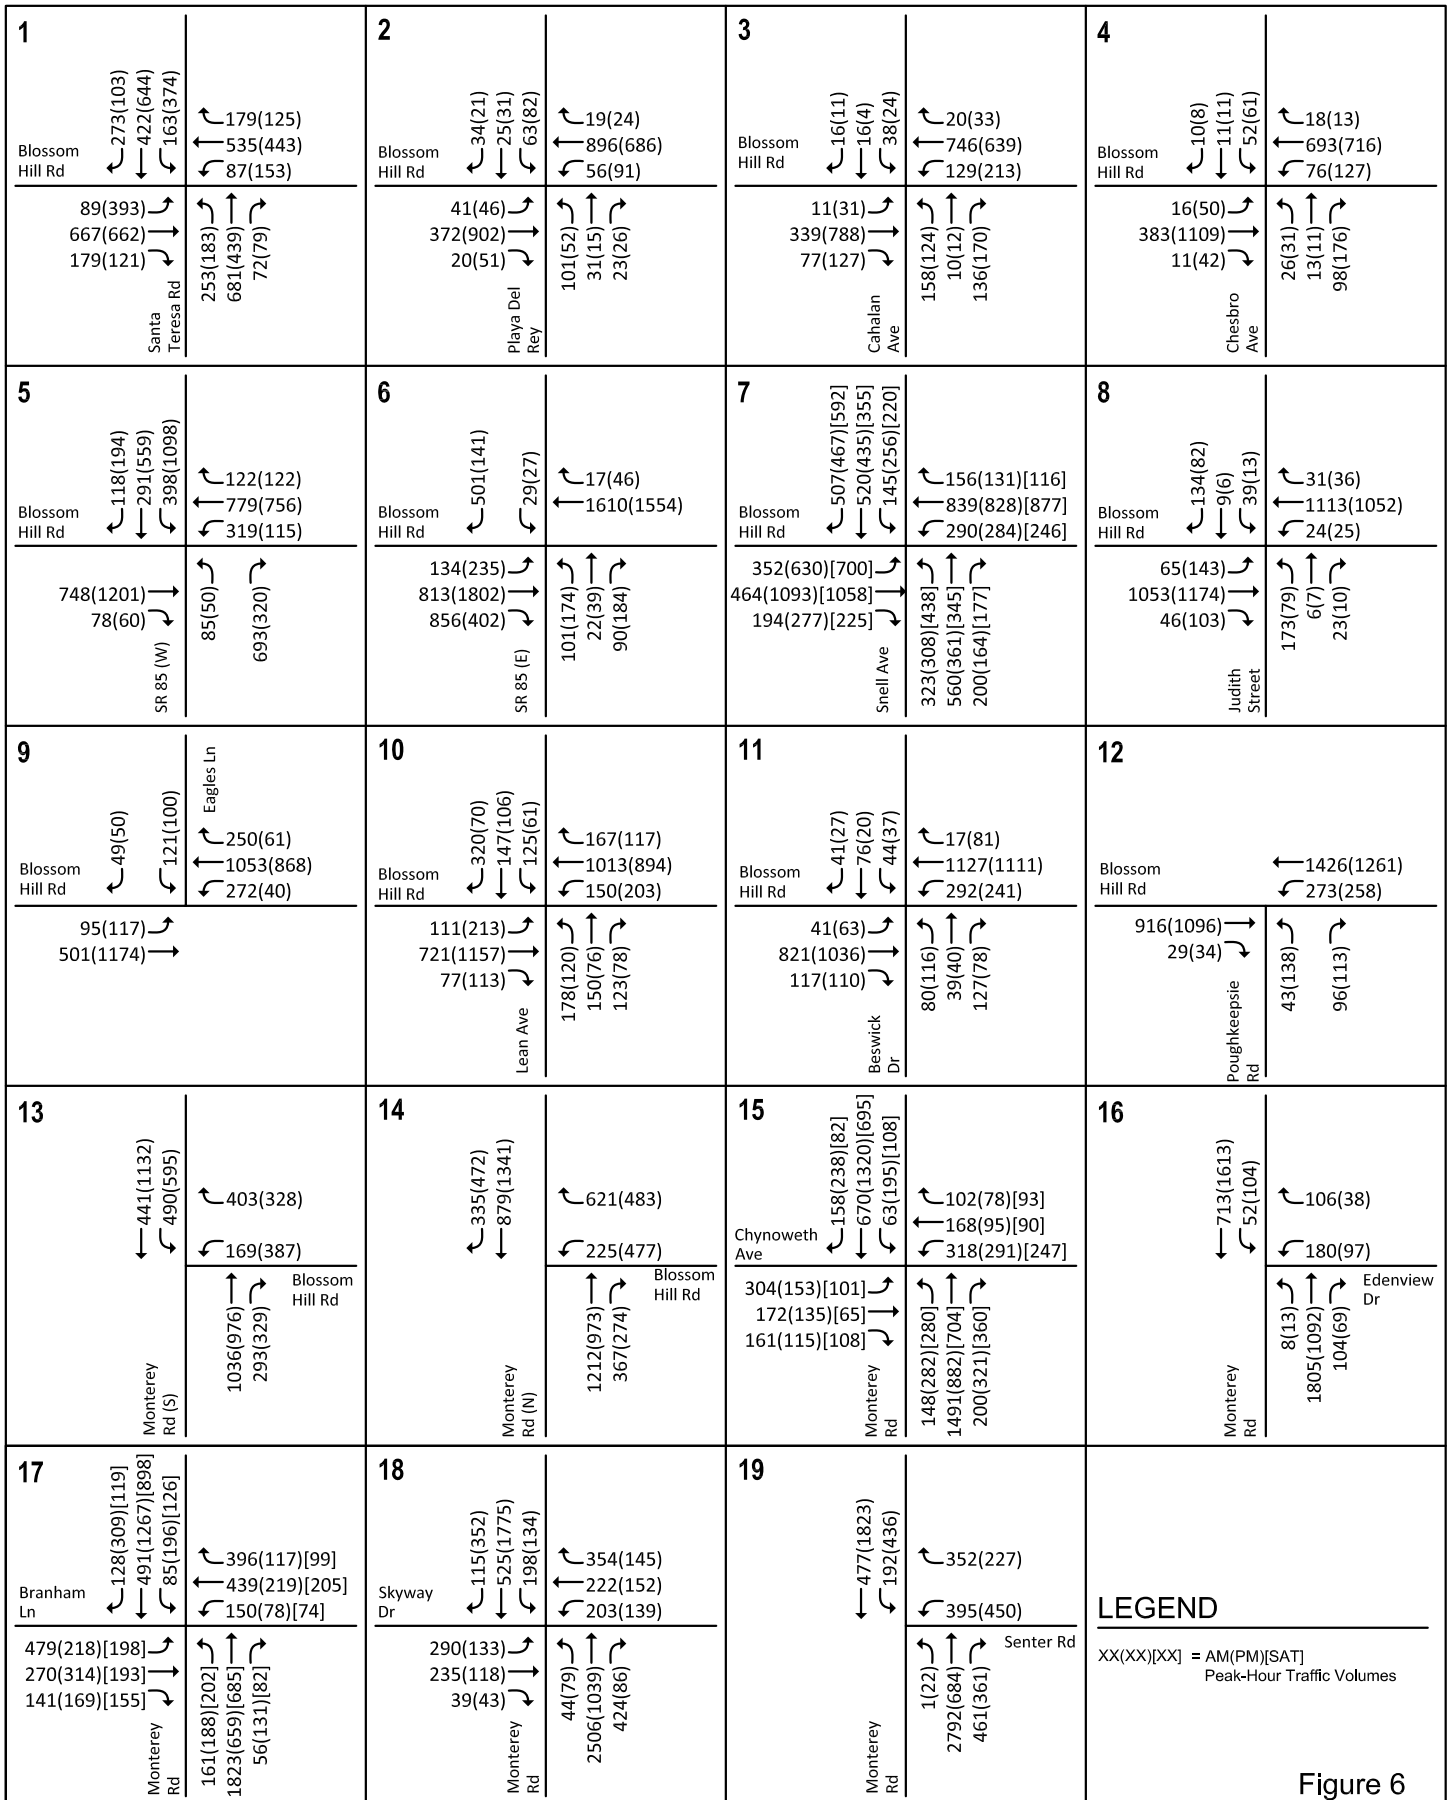 1
273(103)
422(644)
163(374)
179(125)
535(443)
87(153)
Blossom
Hill Rd
89(393)
667(662)
179(121)
253(183)
681(439)
72(79)
Santa
Teresa Rd
2
34(21)
25(31)
63(82)
19(24)
896(686)
56(91)
Blossom
Hill Rd
41(46)
372(902)
20(51)
101(52)
31(15)
23(26)
Playa Del
Rey
3
16(11)
16(4)
38(24)
20(33)
746(639)
129(213)
Blossom
Hill Rd
11(31)
339(788)
77(127)
158(124)
10(12)
136(170)
Cahalan
Ave
4
10(8)
11(11)
52(61)
18(13)
693(716)
76(127)
Blossom
Hill Rd
16(50)
383(1109)
11(42)
26(31)
13(11)
98(176)
Chesbro
Ave
5
118(194)
291(559)
398(1098)
122(122)
779(756)
319(115)
Blossom
Hill Rd
748(1201)
78(60)
85(50)
693(320)
SR 85 (W)
6
501(141)
29(27)
17(46)
1610(1554)
Blossom
Hill Rd
134(235)
813(1802)
856(402)
101(174)
22(39)
90(184)
SR 85 (E)
7
507(467)[592]
520(435)[355]
145(256)[220]
156(131)[116]
839(828)[877]
290(284)[246]
Blossom
Hill Rd
352(630)[700]
464(1093)[1058]
194(277)[225]
323(308)[438]
560(361)[345]
200(164)[177]
Snell Ave
8
134(82)
9(6)
39(13)
31(36)
1113(1052)
24(25)
Blossom
Hill Rd
65(143)
1053(1174)
46(103)
173(79)
6(7)
23(10)
Judith
Street
9
49(50)
121(100)
Eagles Ln
250(61)
1053(868)
272(40)
Blossom
Hill Rd
95(117)
501(1174)
10
320(70)
147(106)
125(61)
167(117)
1013(894)
150(203)
Blossom
Hill Rd
111(213)
721(1157)
77(113)
178(120)
150(76)
123(78)
Lean Ave
11
41(27)
76(20)
44(37)
17(81)
1127(1111)
292(241)
Blossom
Hill Rd
41(63)
821(1036)
117(110)
80(116)
39(40)
127(78)
Beswick
Dr
12
1426(1261)
273(258)
Blossom
Hill Rd
916(1096)
29(34)
43(138)
96(113)
Poughkeepsie
Rd
13
441(1132)
490(595)
403(328)
169(387)
Blossom
Hill Rd
1036(976)
293(329)
Monterey
Rd (S)
14
335(472)
879(1341)
621(483)
225(477)
Blossom
Hill Rd
1212(973)
367(274)
Monterey
Rd (N)
15
158(238)[82]
670(1320)[695]
63(195)[108]
102(78)[93]
168(95)[90]
318(291)[247]
Chynoweth
Ave
304(153)[101]
172(135)[65]
161(115)[108]
148(282)[280]
1491(882)[704]
200(321)[360]
Monterey
Rd
16
713(1613)
52(104)
106(38)
180(97)
Edenview
Dr
8(13)
1805(1092)
104(69)
Monterey
Rd
17
128(309)[119]
491(1267)[898]
85(196)[126]
396(117)[99]
439(219)[205]
150(78)[74]
Branham
Ln
479(218)[198]
270(314)[193]
141(169)[155]
161(188)[202]
1823(659)[685]
56(131)[82]
Monterey
Rd
18
115(352)
525(1775)
198(134)
354(145)
222(152)
203(139)
Skyway
Dr
290(133)
235(118)
39(43)
44(79)
2506(1039)
424(86)
Monterey
Rd
19
477(1823)
192(436)
352(227)
395(450)
Senter Rd
1(22)
2792(684)
461(361)
Monterey
Rd
LEGEND
XX(XX)[XX] = AM(PM)[SAT]
Peak-Hour Traffic Volumes
Figure 6